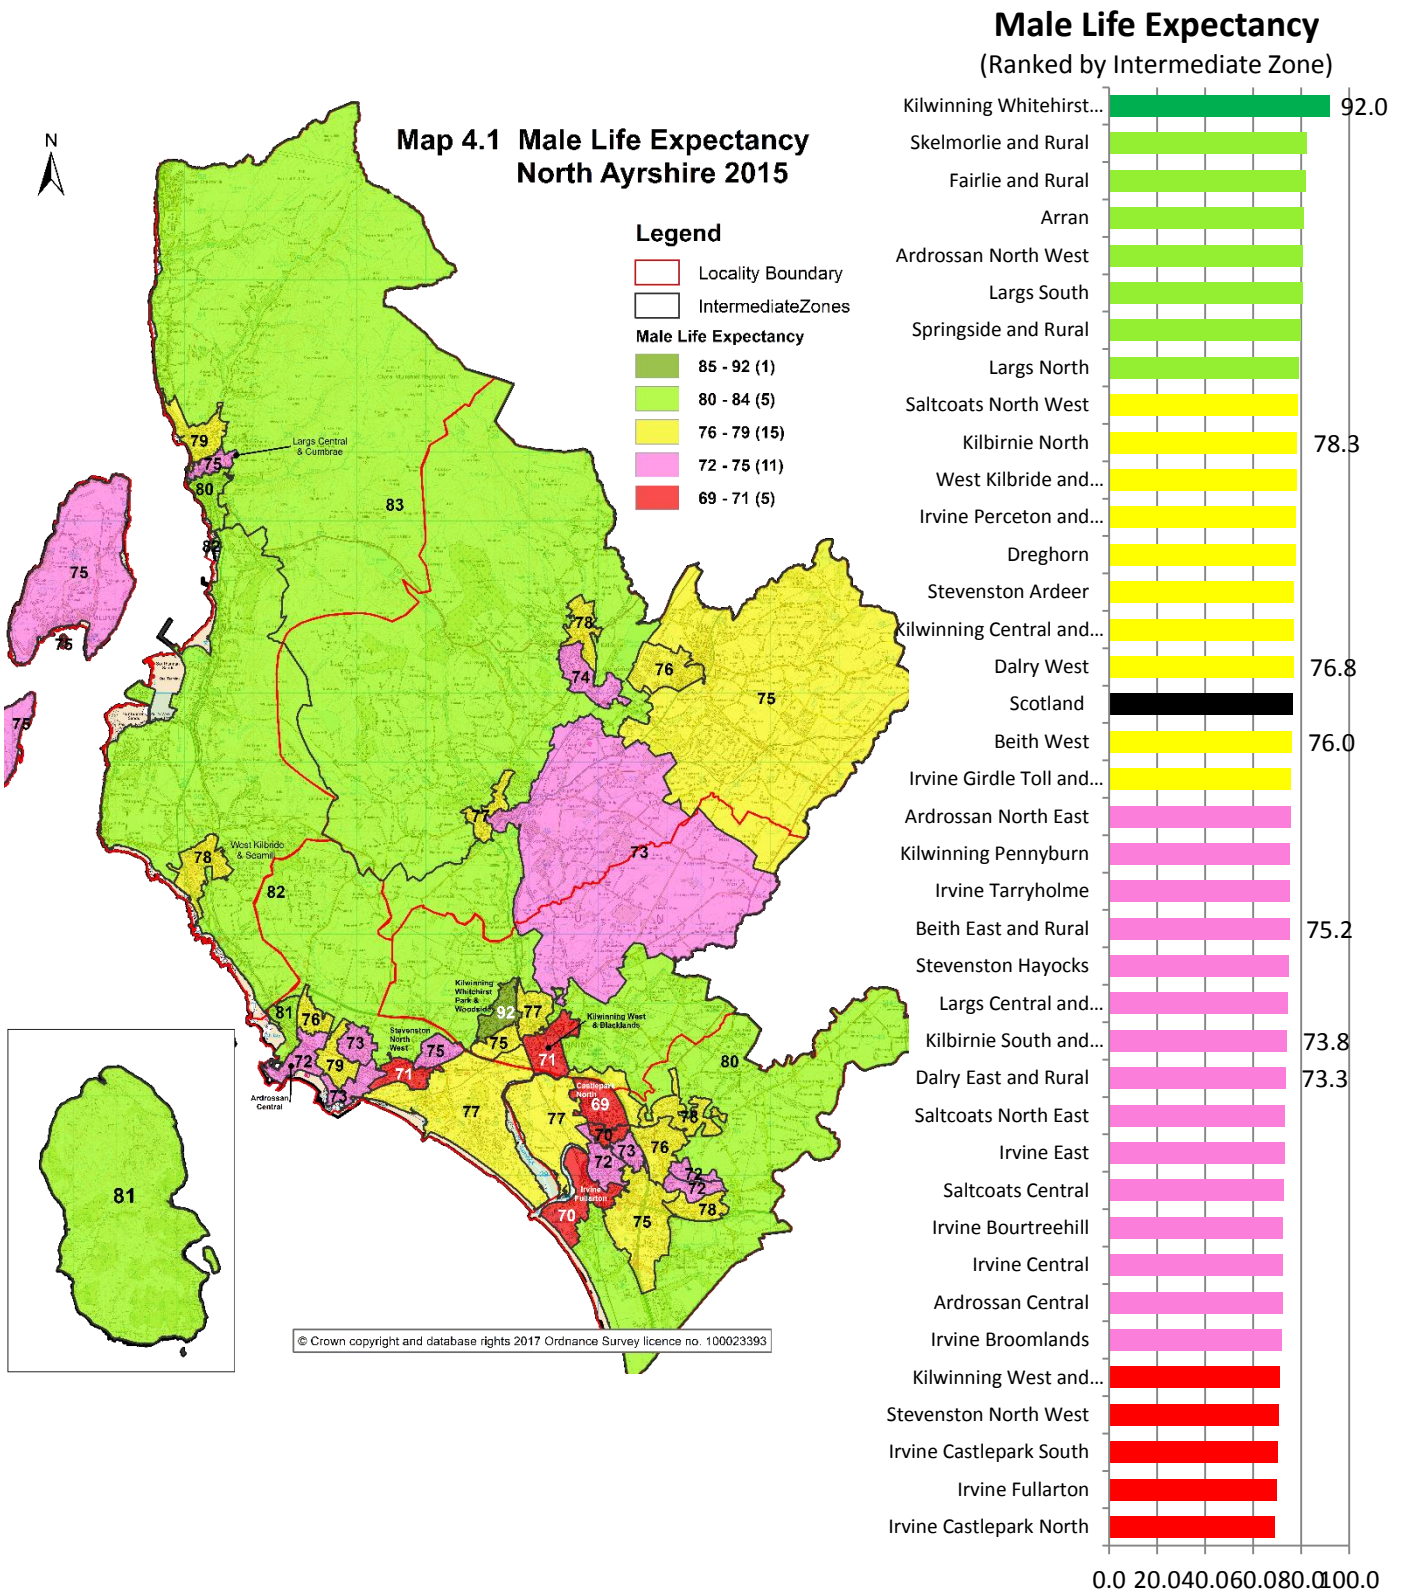 Male Life Expectancy
(Ranked by Intermediate Zone)
N
Map 4.1 Male Life Expectancy
North Ayrshire 2015
Legend
Locality Boundary
IntermediateZones
Male Life Expectancy
85 - 92 (1)
80 - 84 (5)
76 - 79 (15)
72 - 75 (11)
69 - 71 (5)
79
Largs Central
& Cumbrae
75
80
83
82
75
75
75
78
74
76
75
77
73
78
West Kilbride
& Seamill
82
Kilwinning
Whitehirst
Park &
Woodside
92
77
Kilwinning West
& Blacklands
81
76
73
Stevenston
North
West
75
75
71
72
79
71
80
Ardrossan
Central
73
77
77
Castlepark
North
69
78
70
76
73
72
72
72
Irvine
Fullarton
78
70
75
81
© Crown copyright and database rights 2017 Ordnance Survey licence no. 100023393
Kilwinning Whitehirst... 92.0
Skelmorlie and Rural
Fairlie and Rural
Arran
Ardrossan North West
Largs South
Springside and Rural
Largs North
Saltcoats North West
Kilbirnie North 78.3
West Kilbride and...
Irvine Perceton and...
Dreghorn
Stevenston Ardeer
Kilwinning Central and...
Dalry West 76.8
Scotland
Beith West 76.0
Irvine Girdle Toll and...
Ardrossan North East
Kilwinning Pennyburn
Irvine Tarryholme
Beith East and Rural 75.2
Stevenston Hayocks
Largs Central and...
Kilbirnie South and... 73.8
Dalry East and Rural 73.3
Saltcoats North East
Irvine East
Saltcoats Central
Irvine Bourtreehill
Irvine Central
Ardrossan Central
Irvine Broomlands
Kilwinning West and...
Stevenston North West
Irvine Castlepark South
Irvine Fullarton
Irvine Castlepark North
0.0 20.0 40.0 60.0 80.0 100.0